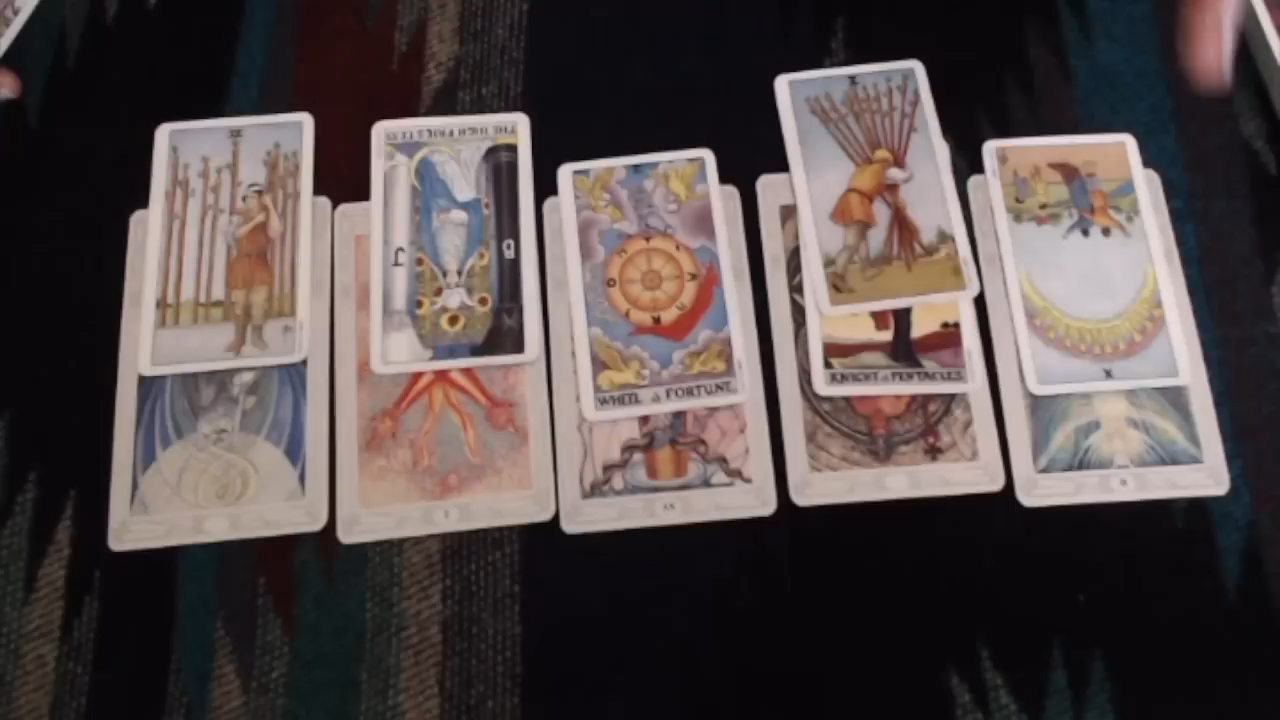 THE HIGH PRIESTESS
J
B
WHEEL of FORTUNE.
X
KNIGHT of PENTACLES.
X